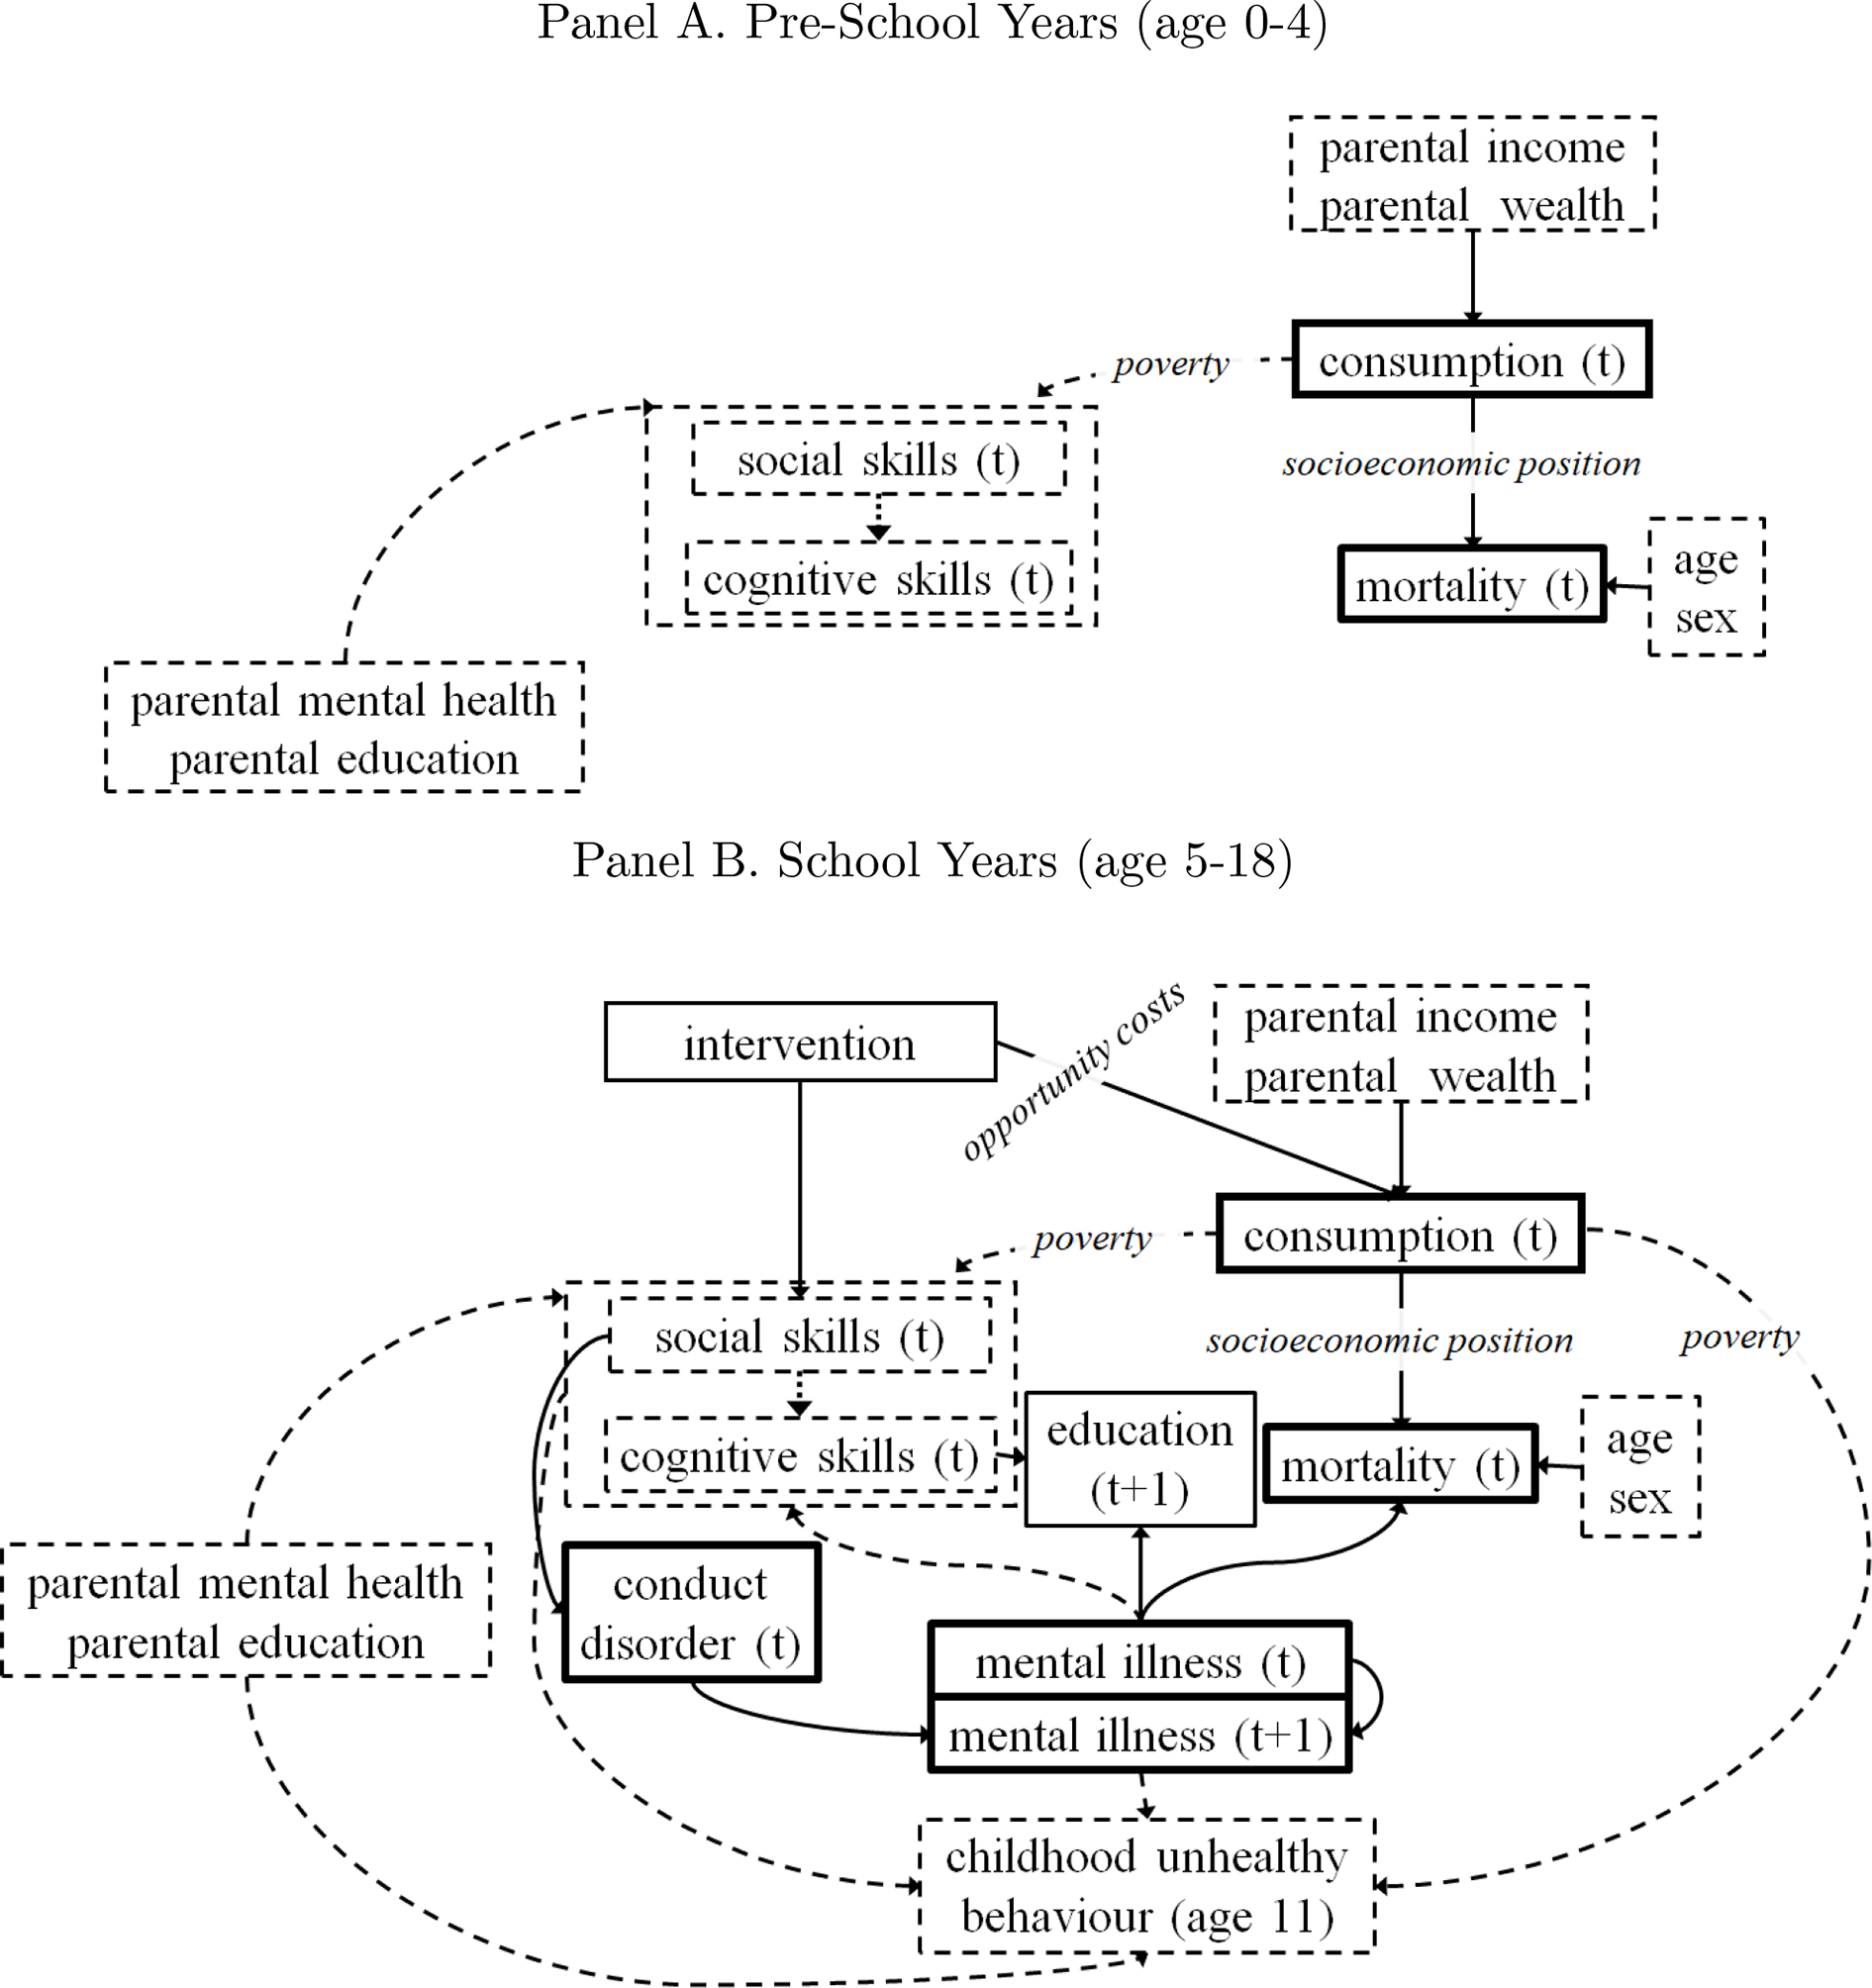 Panel A. Pre-School Years (age 0-4)
parental income
parental wealth
poverty
consumption (t)
social skills (t)
socioeconomic position
cognitive skills (t)
mortality (t)
age
sex
parental mental health
parental education
Panel B. School Years (age 5-18)
intervention
opportunity costs
parental income
parental wealth
poverty
consumption (t)
social skills (t)
socioeconomic position
poverty
cognitive skills (t)
education
(t+1)
mortality (t)
age
sex
parental mental health
parental education
conduct
disorder (t)
mental illness (t)
mental illness (t+1)
childhood unhealthy
behaviour (age 11)